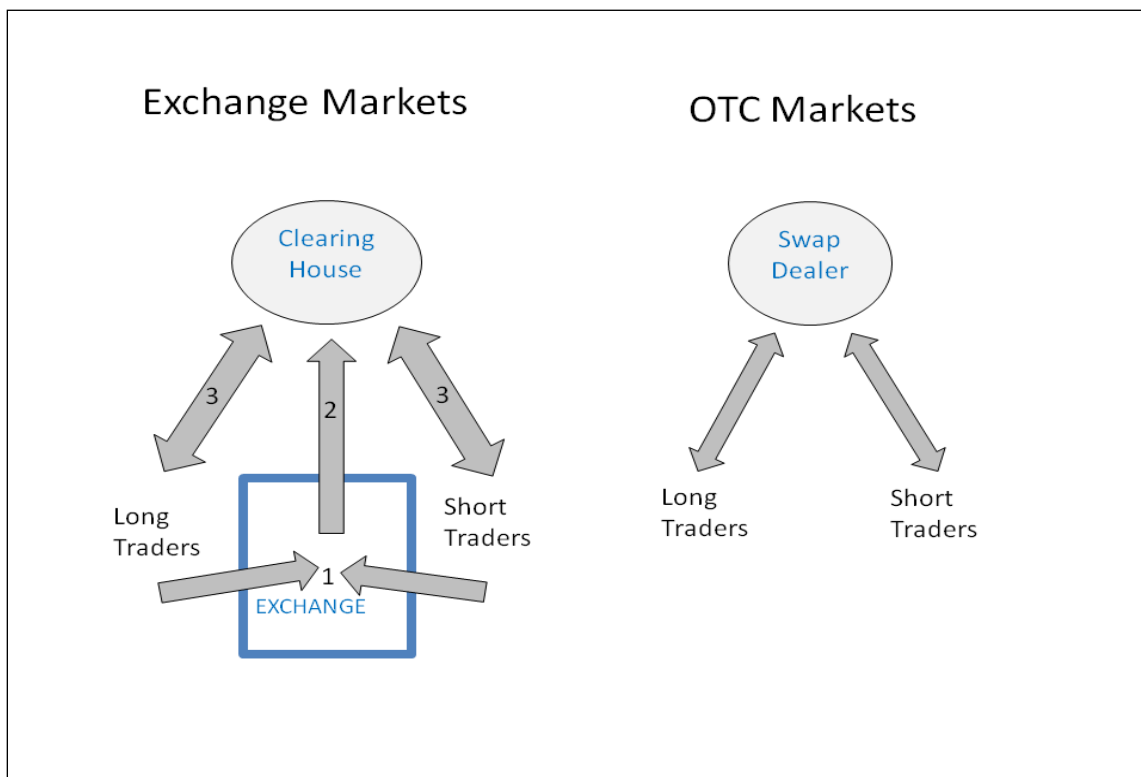 Exchange Markets
OTC Markets
Clearing
House
Swap
Dealer
3
2
3
Long
Traders
Short
Traders
1
EXCHANGE
Long
Traders
Short
Traders